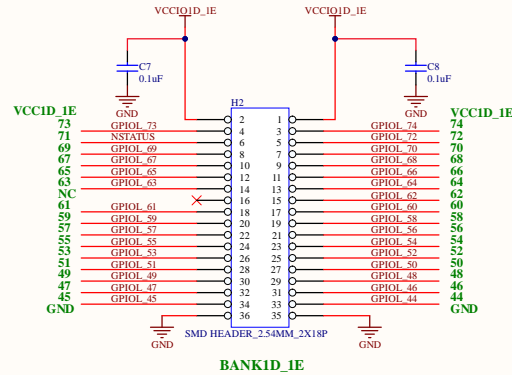 VCCIO1D_1E VCCIO1D_1E
C7 C8
0.1uF 0.1uF
GND GND
H2
VCC1D_1E 2 1 VCC1D_1E
73 GPIOL_73 4 3 GPIOL_74 74
71 NSTATUS 6 5 GPIOL_72 72
69 GPIOL_69 8 7 GPIOL_70 70
67 GPIOL_67 10 9 GPIOL_68 68
65 GPIOL_65 12 11 GPIOL_66 66
63 GPIOL_63 14 13 GPIOL_64 64
NC 16 15 GPIOL_62 62
61 GPIOL_61 18 17 GPIOL_60 60
59 GPIOL_59 20 19 GPIOL_58 58
57 GPIOL_57 22 21 GPIOL_56 56
55 GPIOL_55 24 23 GPIOL_54 54
53 GPIOL_53 26 25 GPIOL_52 52
51 GPIOL_51 28 27 GPIOL_50 50
49 GPIOL_49 30 29 GPIOL_48 48
47 GPIOL_47 32 31 GPIOL_46 46
45 GPIOL_45 34 33 GPIOL_44 44
GND 36 35 GND
SMD HEADER_2.54MM_2X18P
GND GND
BANK1D_1E